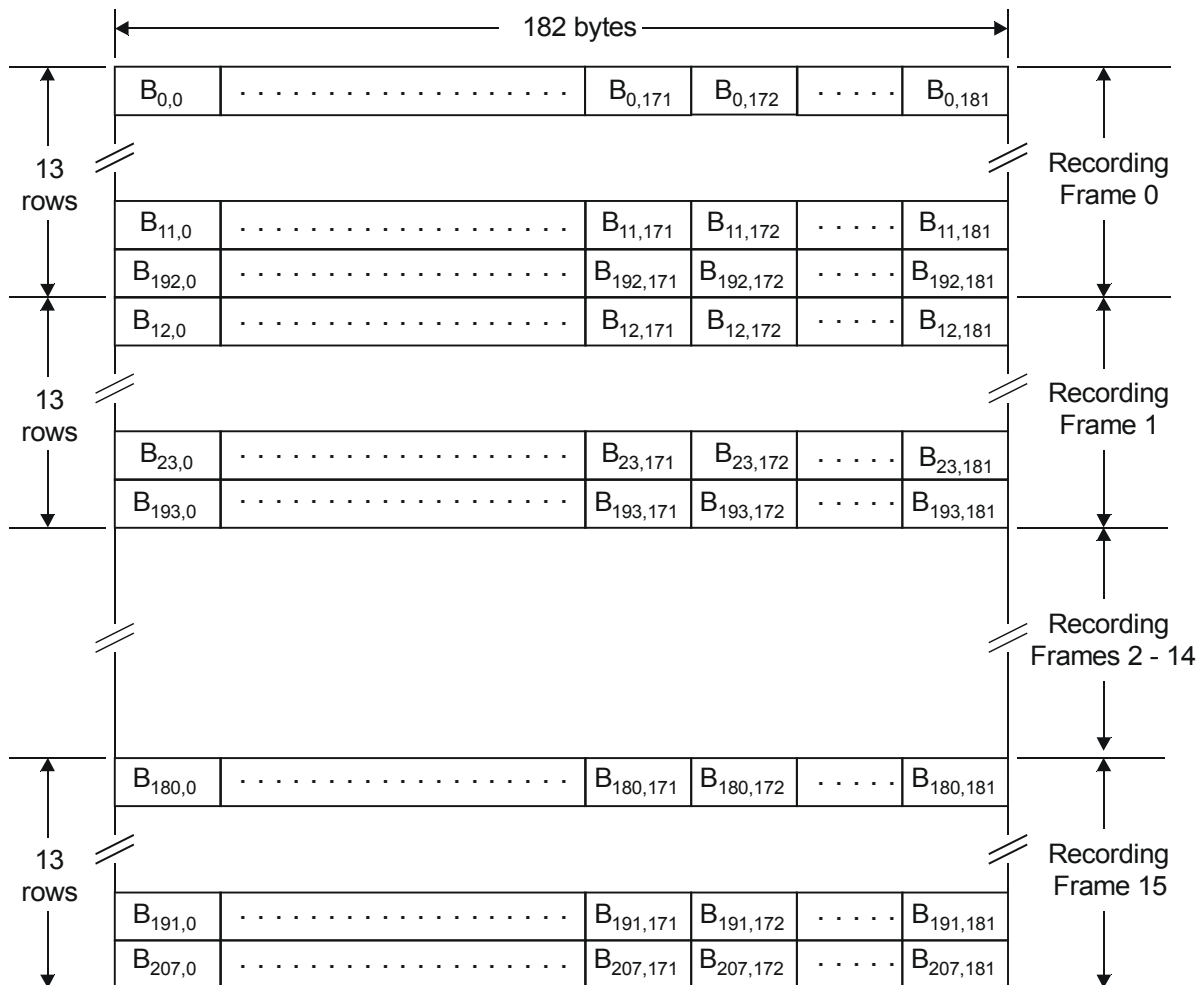 182 bytes
B0,0 . . . . . . . . . . . . . . . . . . . B0,171 B0,172 . . . . . B0,181
13
rows
Recording
Frame 0
B11,0 . . . . . . . . . . . . . . . . . . . B11,171 B11,172 . . . . . B11,181
B192,0 . . . . . . . . . . . . . . . . . . . B192,171 B192,172 . . . . . B192,181
B12,0 . . . . . . . . . . . . . . . . . . . B12,171 B12,172 . . . . . B12,181
13
rows
Recording
Frame 1
B23,0 . . . . . . . . . . . . . . . . . . . B23,171 B23,172 . . . . . B23,181
B193,0 . . . . . . . . . . . . . . . . . . . B193,171 B193,172 . . . . . B193,181
Recording
Frames 2 - 14
B180,0 . . . . . . . . . . . . . . . . . . . B180,171 B180,172 . . . . . B180,181
13
rows
Recording
Frame 15
B191,0 . . . . . . . . . . . . . . . . . . . B191,171 B191,172 . . . . . B191,181
B207,0 . . . . . . . . . . . . . . . . . . . B207,171 B207,172 . . . . . B207,181